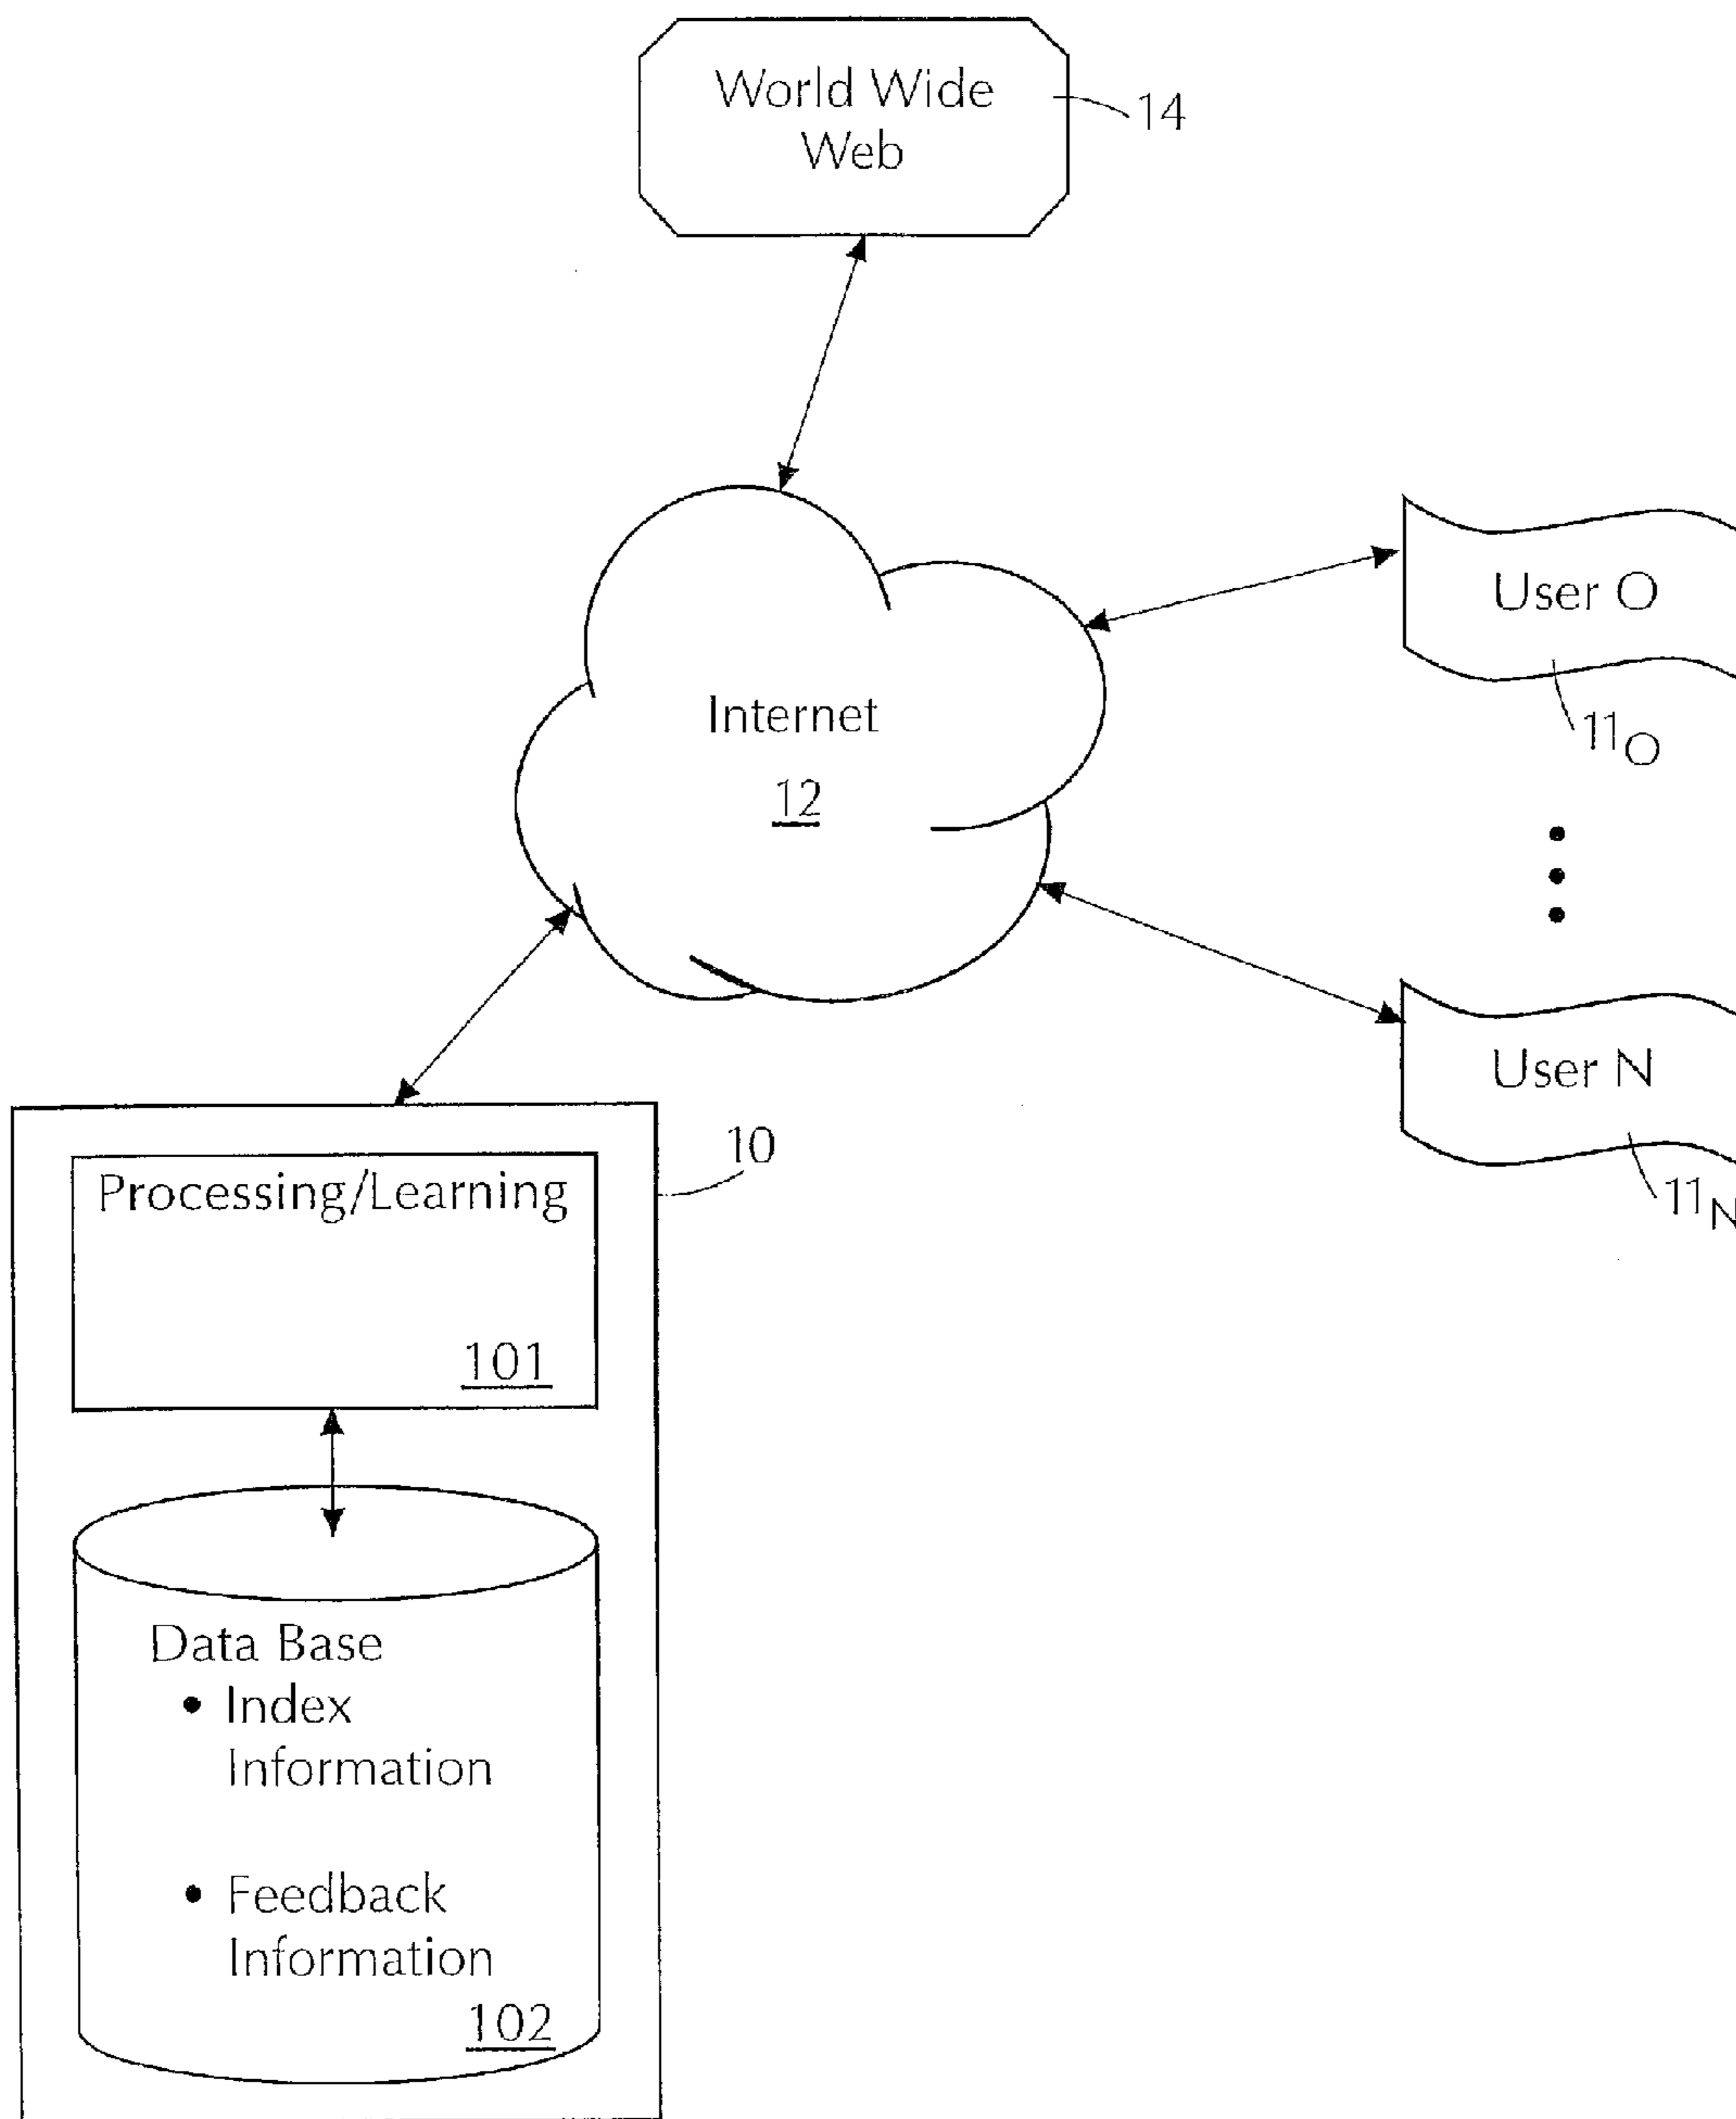 World Wide
Web
14
User O
11O
Internet
12
User N
11N
10
Processing/Learning
101
Data Base
• Index
Information
• Feedback
Information
102